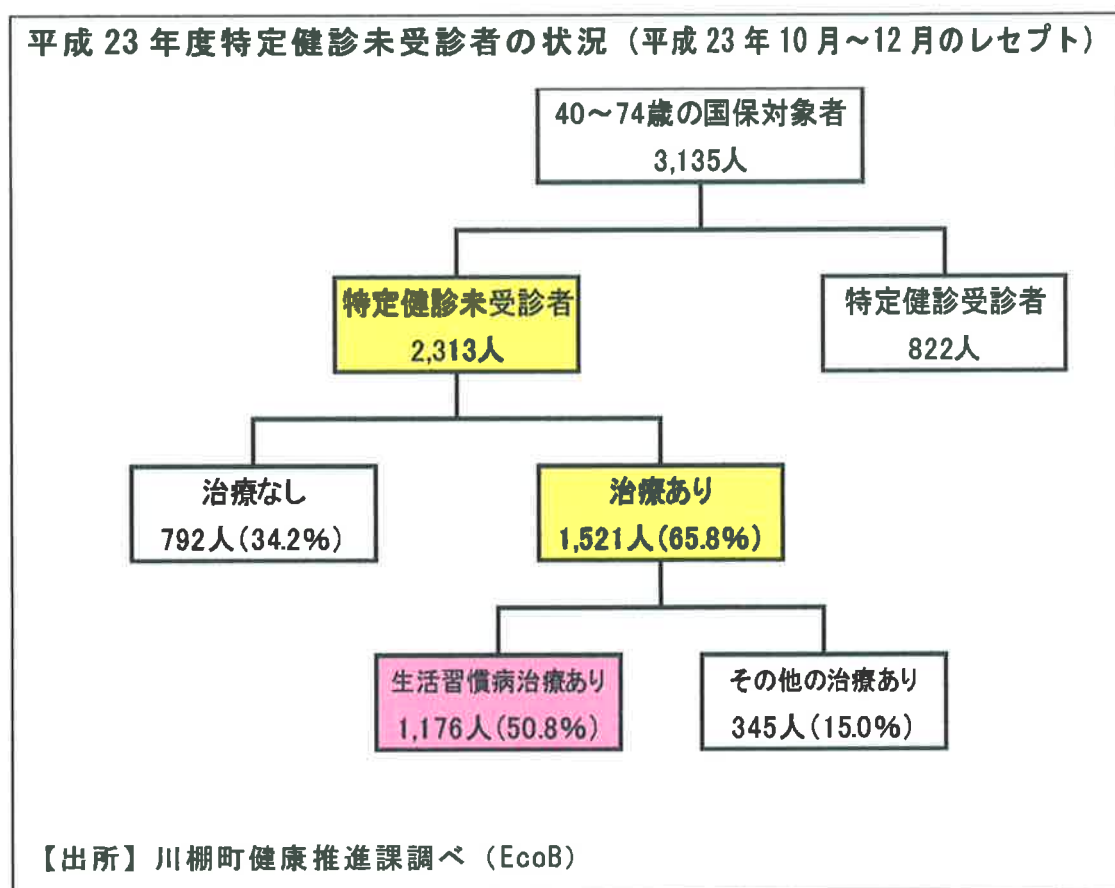 平成23年度特定健診未受診者の状況（平成23年10月～12月のレセプト）
40～74歳の国保対象者
3,135人
特定健診未受診者
2,313人
特定健診受診者
822人
治療なし
792人(34.2%)
治療あり
1,521人(65.8%)
生活習慣病治療あり
1,176人(50.8%)
その他の治療あり
345人(15.0%)
【出所】川棚町健康推進課調べ（EcoB）